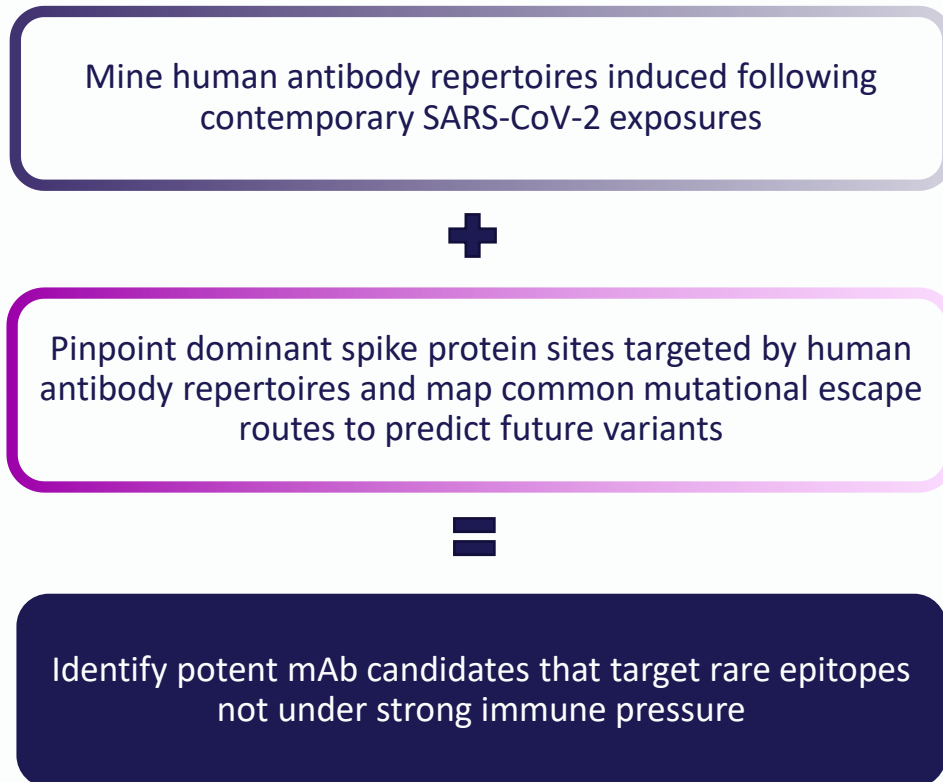 Mine human antibody repertoires induced following
contemporary SARS-CoV-2 exposures
+
Pinpoint dominant spike protein sites targeted by human
antibody repertoires and map common mutational escape
routes to predict future variants
=
Identify potent mAb candidates that target rare epitopes
not under strong immune pressure